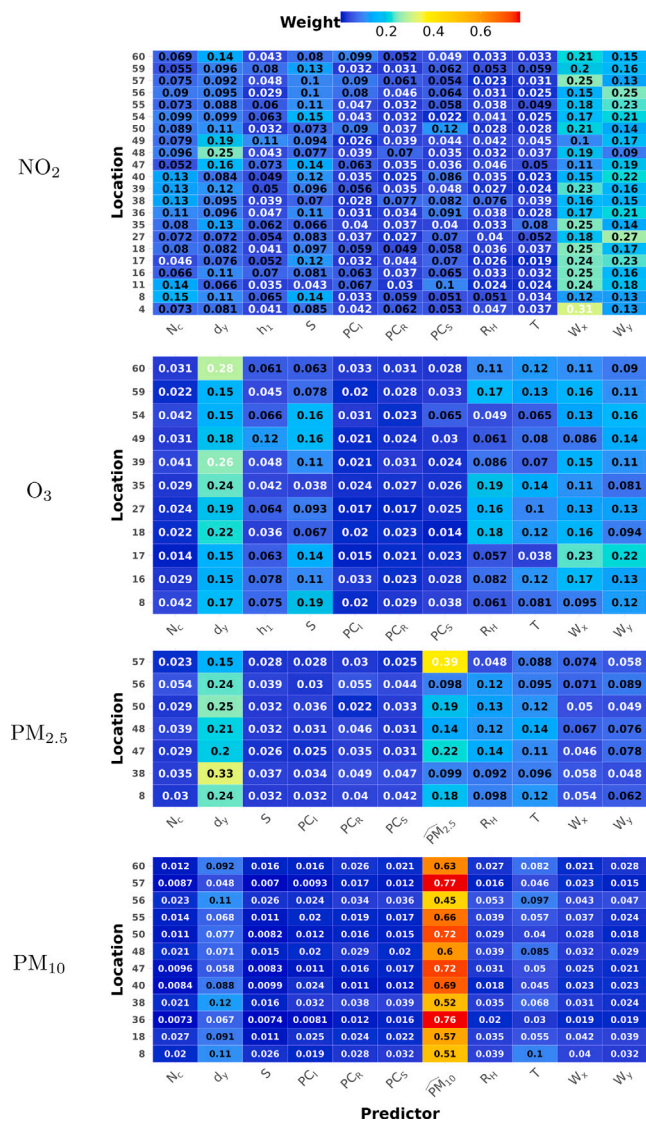 Weight 0.2 0.4 0.6
NO₂
Location
60 0.069 0.14 0.043 0.08 0.099 0.052 0.049 0.033 0.033 0.21 0.15
59 0.055 0.096 0.08 0.13 0.032 0.031 0.062 0.053 0.059 0.2 0.16
57 0.075 0.092 0.048 0.1 0.09 0.061 0.054 0.023 0.031 0.25 0.13
56 0.09 0.095 0.029 0.1 0.08 0.046 0.064 0.031 0.025 0.15 0.25
55 0.073 0.088 0.06 0.11 0.047 0.032 0.058 0.038 0.049 0.18 0.23
54 0.099 0.099 0.063 0.15 0.043 0.032 0.022 0.041 0.025 0.17 0.21
50 0.089 0.11 0.032 0.073 0.09 0.037 0.12 0.028 0.028 0.21 0.14
49 0.079 0.19 0.11 0.094 0.026 0.039 0.044 0.042 0.045 0.1 0.17
48 0.096 0.25 0.043 0.077 0.039 0.07 0.035 0.032 0.037 0.19 0.09
47 0.052 0.16 0.073 0.14 0.063 0.035 0.036 0.046 0.05 0.11 0.19
40 0.13 0.084 0.049 0.12 0.035 0.025 0.086 0.035 0.023 0.15 0.22
39 0.13 0.12 0.05 0.096 0.056 0.035 0.048 0.027 0.024 0.23 0.16
38 0.13 0.095 0.039 0.07 0.028 0.077 0.082 0.076 0.039 0.16 0.15
36 0.11 0.096 0.047 0.11 0.031 0.034 0.091 0.038 0.028 0.17 0.21
35 0.08 0.13 0.062 0.066 0.04 0.037 0.04 0.033 0.08 0.25 0.14
27 0.072 0.072 0.054 0.083 0.037 0.027 0.07 0.04 0.052 0.18 0.27
18 0.08 0.082 0.041 0.097 0.059 0.049 0.058 0.036 0.037 0.25 0.17
17 0.046 0.076 0.052 0.12 0.032 0.044 0.07 0.026 0.019 0.24 0.23
16 0.066 0.11 0.07 0.081 0.063 0.037 0.065 0.033 0.032 0.25 0.16
11 0.14 0.066 0.035 0.043 0.067 0.03 0.1 0.024 0.024 0.24 0.18
8 0.15 0.11 0.065 0.14 0.033 0.059 0.051 0.051 0.034 0.12 0.13
4 0.073 0.081 0.041 0.085 0.042 0.062 0.053 0.047 0.037 0.31 0.13
N_C d_y h₁ S PC_I PC_R PC_S R_H T W_x W_y
O₃
Location
60 0.031 0.28 0.061 0.063 0.033 0.031 0.028 0.11 0.12 0.11 0.09
59 0.022 0.15 0.045 0.078 0.02 0.028 0.033 0.17 0.13 0.16 0.11
54 0.042 0.15 0.066 0.16 0.031 0.023 0.065 0.049 0.065 0.13 0.16
49 0.031 0.18 0.12 0.16 0.021 0.024 0.03 0.061 0.08 0.086 0.14
39 0.041 0.26 0.048 0.11 0.021 0.031 0.024 0.086 0.07 0.15 0.11
35 0.029 0.24 0.042 0.038 0.024 0.027 0.026 0.19 0.14 0.11 0.081
27 0.024 0.19 0.064 0.093 0.017 0.017 0.025 0.16 0.1 0.13 0.13
18 0.022 0.22 0.036 0.067 0.02 0.023 0.014 0.18 0.12 0.16 0.094
17 0.014 0.15 0.063 0.14 0.015 0.021 0.023 0.057 0.038 0.23 0.22
16 0.029 0.15 0.078 0.11 0.033 0.023 0.028 0.082 0.12 0.17 0.13
8 0.042 0.17 0.075 0.19 0.02 0.029 0.038 0.061 0.081 0.095 0.12
N_C d_y h₁ S PC_I PC_R PC_S R_H T W_x W_y
PM₂.₅
Location
57 0.023 0.15 0.028 0.028 0.03 0.025 0.39 0.048 0.088 0.074 0.058
56 0.054 0.24 0.039 0.03 0.055 0.044 0.098 0.12 0.095 0.071 0.089
50 0.029 0.25 0.032 0.036 0.022 0.033 0.19 0.13 0.12 0.05 0.049
48 0.039 0.21 0.032 0.031 0.046 0.031 0.14 0.12 0.14 0.067 0.076
47 0.029 0.2 0.026 0.025 0.035 0.031 0.22 0.14 0.11 0.046 0.078
38 0.035 0.33 0.037 0.034 0.049 0.047 0.099 0.092 0.096 0.058 0.048
8 0.03 0.24 0.032 0.032 0.04 0.042 0.18 0.098 0.12 0.054 0.062
N_C d_y S PC_I PC_R PC_S P͡M₂.₅ R_H T W_x W_y
PM₁₀
Location
60 0.012 0.092 0.016 0.016 0.026 0.021 0.63 0.027 0.082 0.021 0.028
57 0.0087 0.048 0.007 0.0093 0.017 0.012 0.77 0.016 0.046 0.023 0.015
56 0.023 0.11 0.026 0.024 0.034 0.036 0.45 0.053 0.097 0.043 0.047
55 0.014 0.068 0.011 0.02 0.019 0.017 0.66 0.039 0.057 0.037 0.024
50 0.011 0.077 0.0082 0.012 0.016 0.015 0.72 0.029 0.04 0.028 0.018
48 0.021 0.071 0.015 0.02 0.029 0.02 0.6 0.027 0.085 0.032 0.029
47 0.0096 0.058 0.0083 0.011 0.016 0.017 0.72 0.031 0.05 0.025 0.021
40 0.0084 0.088 0.0099 0.024 0.011 0.012 0.69 0.018 0.045 0.023 0.023
38 0.021 0.12 0.016 0.032 0.038 0.039 0.52 0.035 0.068 0.031 0.024
36 0.0073 0.067 0.0074 0.0081 0.012 0.016 0.76 0.02 0.03 0.019 0.019
18 0.027 0.091 0.011 0.025 0.024 0.022 0.57 0.035 0.055 0.042 0.039
8 0.02 0.11 0.026 0.019 0.028 0.032 0.51 0.039 0.1 0.04 0.032
N_C d_y S PC_I PC_R PC_S P͡M₁₀ R_H T W_x W_y
Predictor